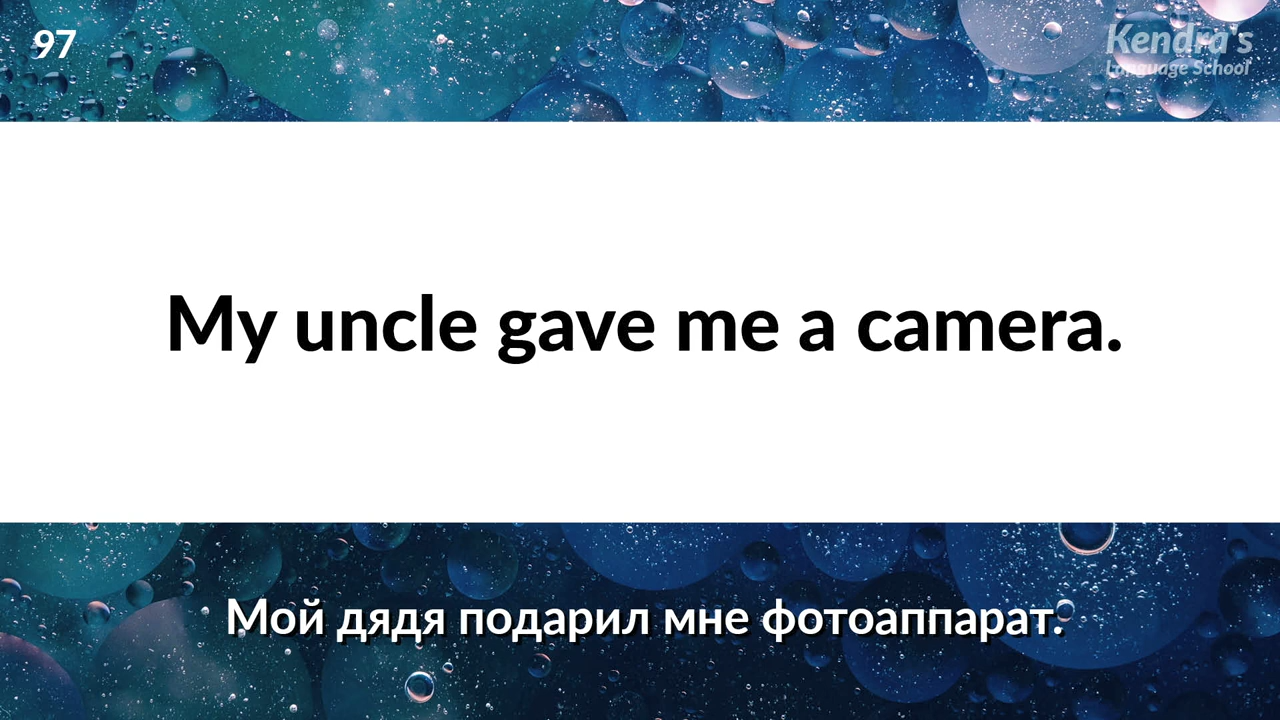 97
Kendra's
Language School
My uncle gave me a camera.
Мой дядя подарил мне фотоаппарат.